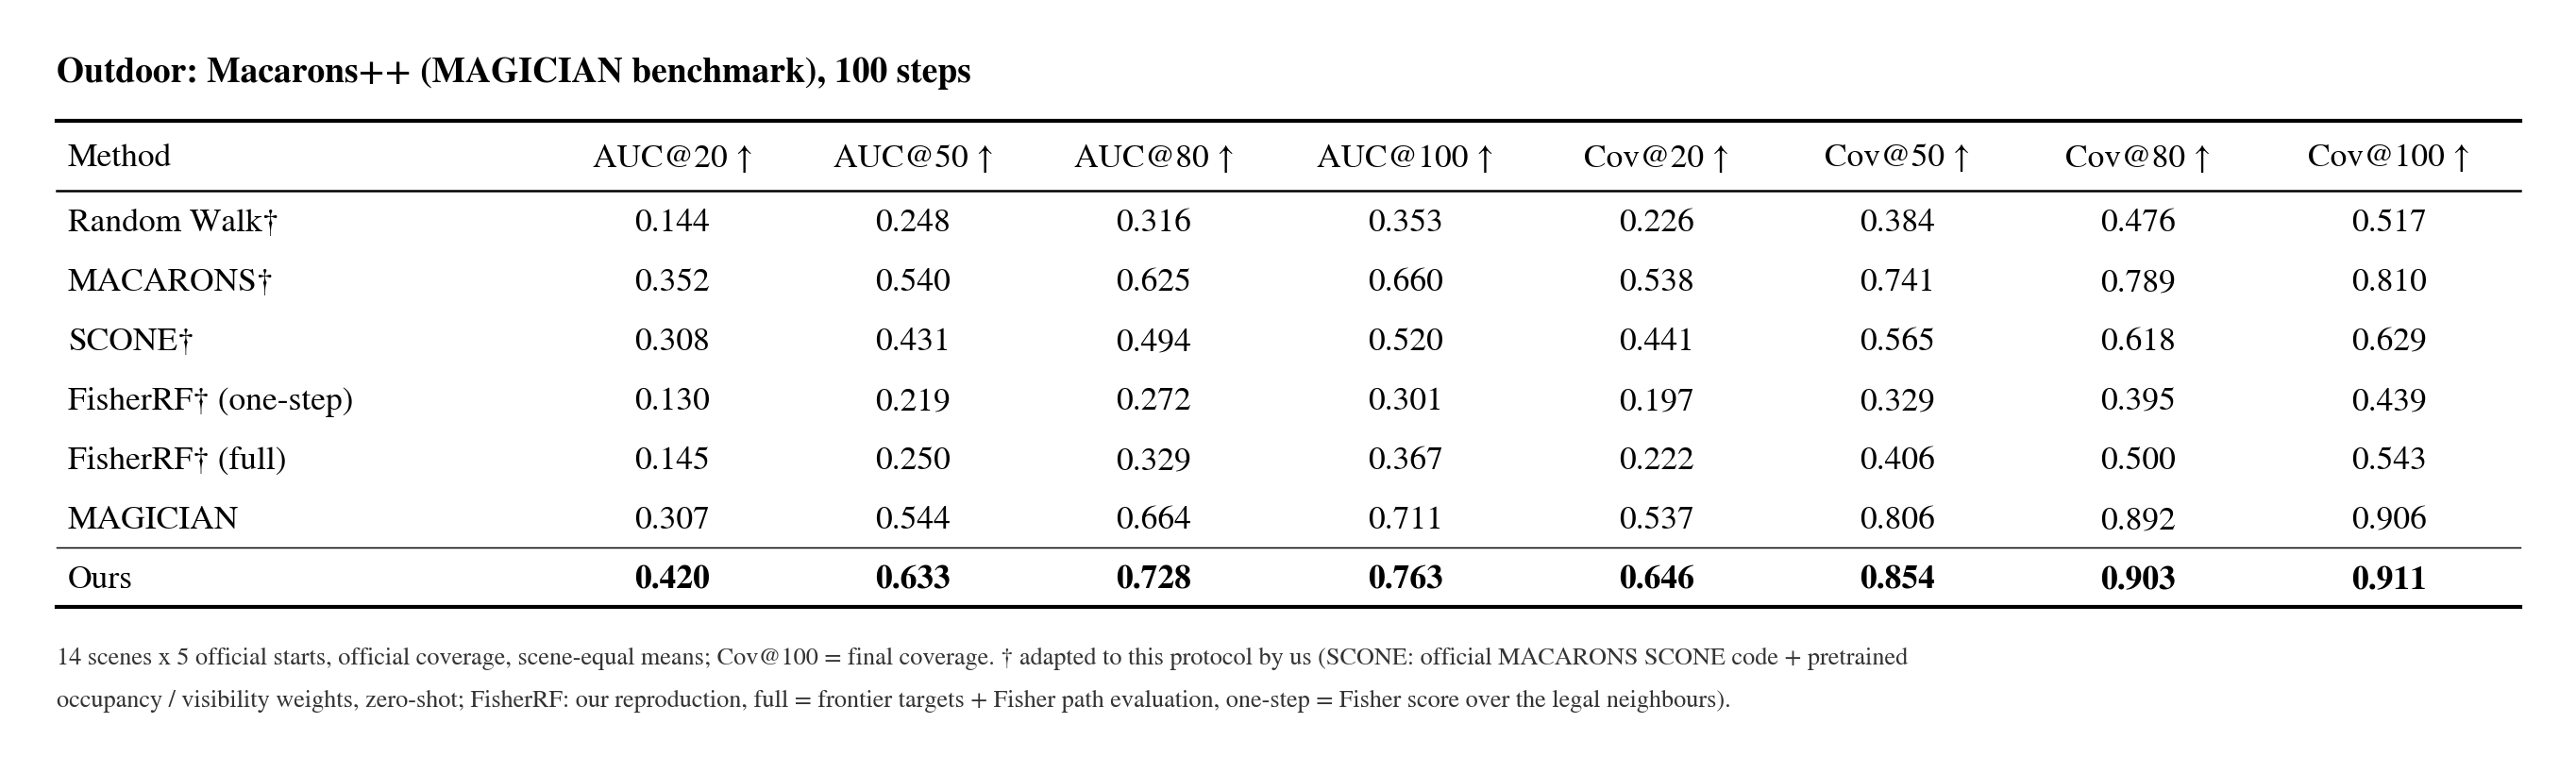 Outdoor: Macarons++ (MAGICIAN benchmark), 100 steps
Method AUC@20 ↑ AUC@50 ↑ AUC@80 ↑ AUC@100 ↑ Cov@20 ↑ Cov@50 ↑ Cov@80 ↑ Cov@100 ↑
Random Walk† 0.144 0.248 0.316 0.353 0.226 0.384 0.476 0.517
MACARONS† 0.352 0.540 0.625 0.660 0.538 0.741 0.789 0.810
SCONE† 0.308 0.431 0.494 0.520 0.441 0.565 0.618 0.629
FisherRF† (one-step) 0.130 0.219 0.272 0.301 0.197 0.329 0.395 0.439
FisherRF† (full) 0.145 0.250 0.329 0.367 0.222 0.406 0.500 0.543
MAGICIAN 0.307 0.544 0.664 0.711 0.537 0.806 0.892 0.906
Ours 0.420 0.633 0.728 0.763 0.646 0.854 0.903 0.911
14 scenes x 5 official starts, official coverage, scene-equal means; Cov@100 = final coverage. † adapted to this protocol by us (SCONE: official MACARONS SCONE code + pretrained
occupancy / visibility weights, zero-shot; FisherRF: our reproduction, full = frontier targets + Fisher path evaluation, one-step = Fisher score over the legal neighbours).